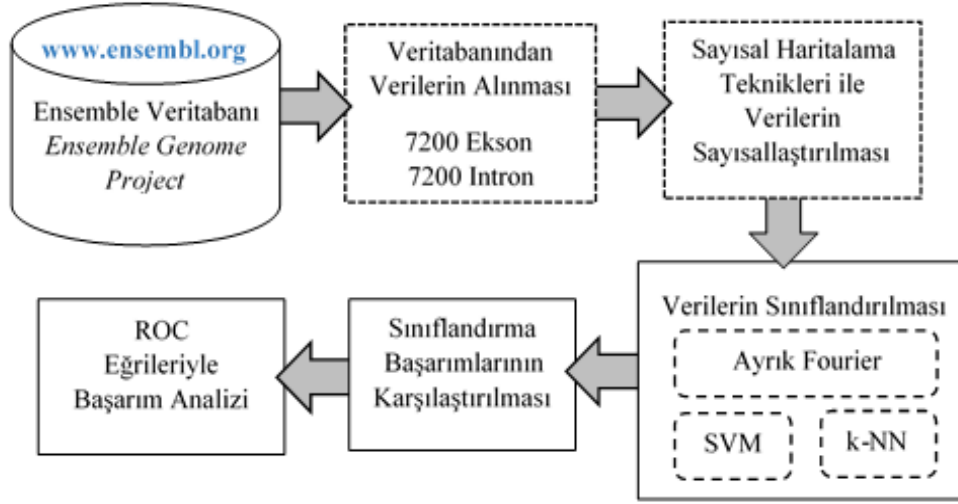 www.ensembl.org
Ensemble Veritabanı
Ensemble Genome
Project
Veritabanından
Verilerin Alınması
7200 Ekson
7200 Intron
Sayısal Haritalama
Teknikleri ile
Verilerin
Sayısallaştırılması
Verilerin Sınıflandırılması
Ayrık Fourier
SVM
k-NN
Sınıflandırma
Başarımlarının
Karşılaştırılması
ROC
Eğrileriyle
Başarım Analizi